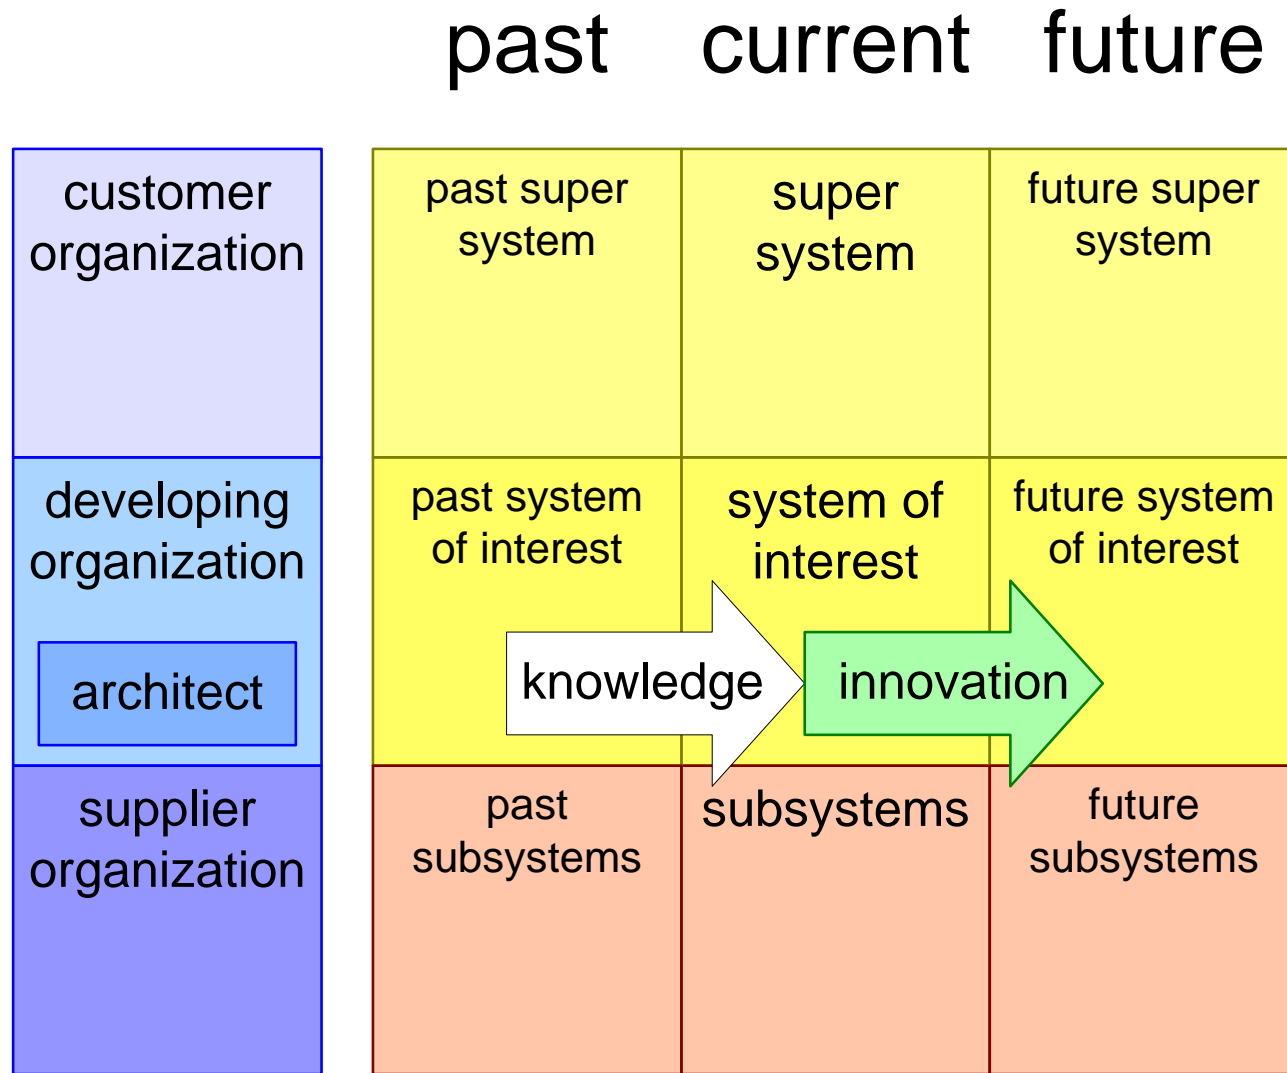 past current future
customer
organization
past super
system
super
system
future super
system
developing
organization
architect
past system
of interest
system of
interest
future system
of interest
knowledge
innovation
supplier
organization
past
subsystems
subsystems
future
subsystems